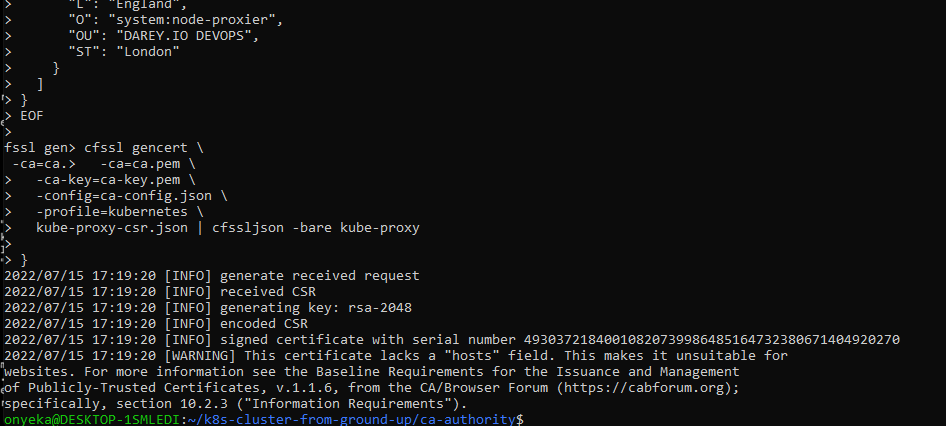 >       "L": "England",
>       "O": "system:node-proxier",
>       "OU": "DAREY.IO DEVOPS",
>       "ST": "London"
>     }
>   ]
> }
> EOF
>
fssl gen> cfssl gencert \
 -ca=ca.>   -ca=ca.pem \
>   -ca-key=ca-key.pem \
>   -config=ca-config.json \
>   -profile=kubernetes \
>   kube-proxy-csr.json | cfssljson -bare kube-proxy
>
> }
2022/07/15 17:19:20 [INFO] generate received request
2022/07/15 17:19:20 [INFO] received CSR
2022/07/15 17:19:20 [INFO] generating key: rsa-2048
2022/07/15 17:19:20 [INFO] encoded CSR
2022/07/15 17:19:20 [INFO] signed certificate with serial number 493037218400108207399864851647323806714049202​70
2022/07/15 17:19:20 [WARNING] This certificate lacks a "hosts" field. This makes it unsuitable for
websites. For more information see the Baseline Requirements for the Issuance and Management
of Publicly-Trusted Certificates, v.1.1.6, from the CA/Browser Forum (https://cabforum.org);
specifically, section 10.2.3 ("Information Requirements").
onyeka@DESKTOP-1SMLEDI:~/k8s-cluster-from-ground-up/ca-authority$